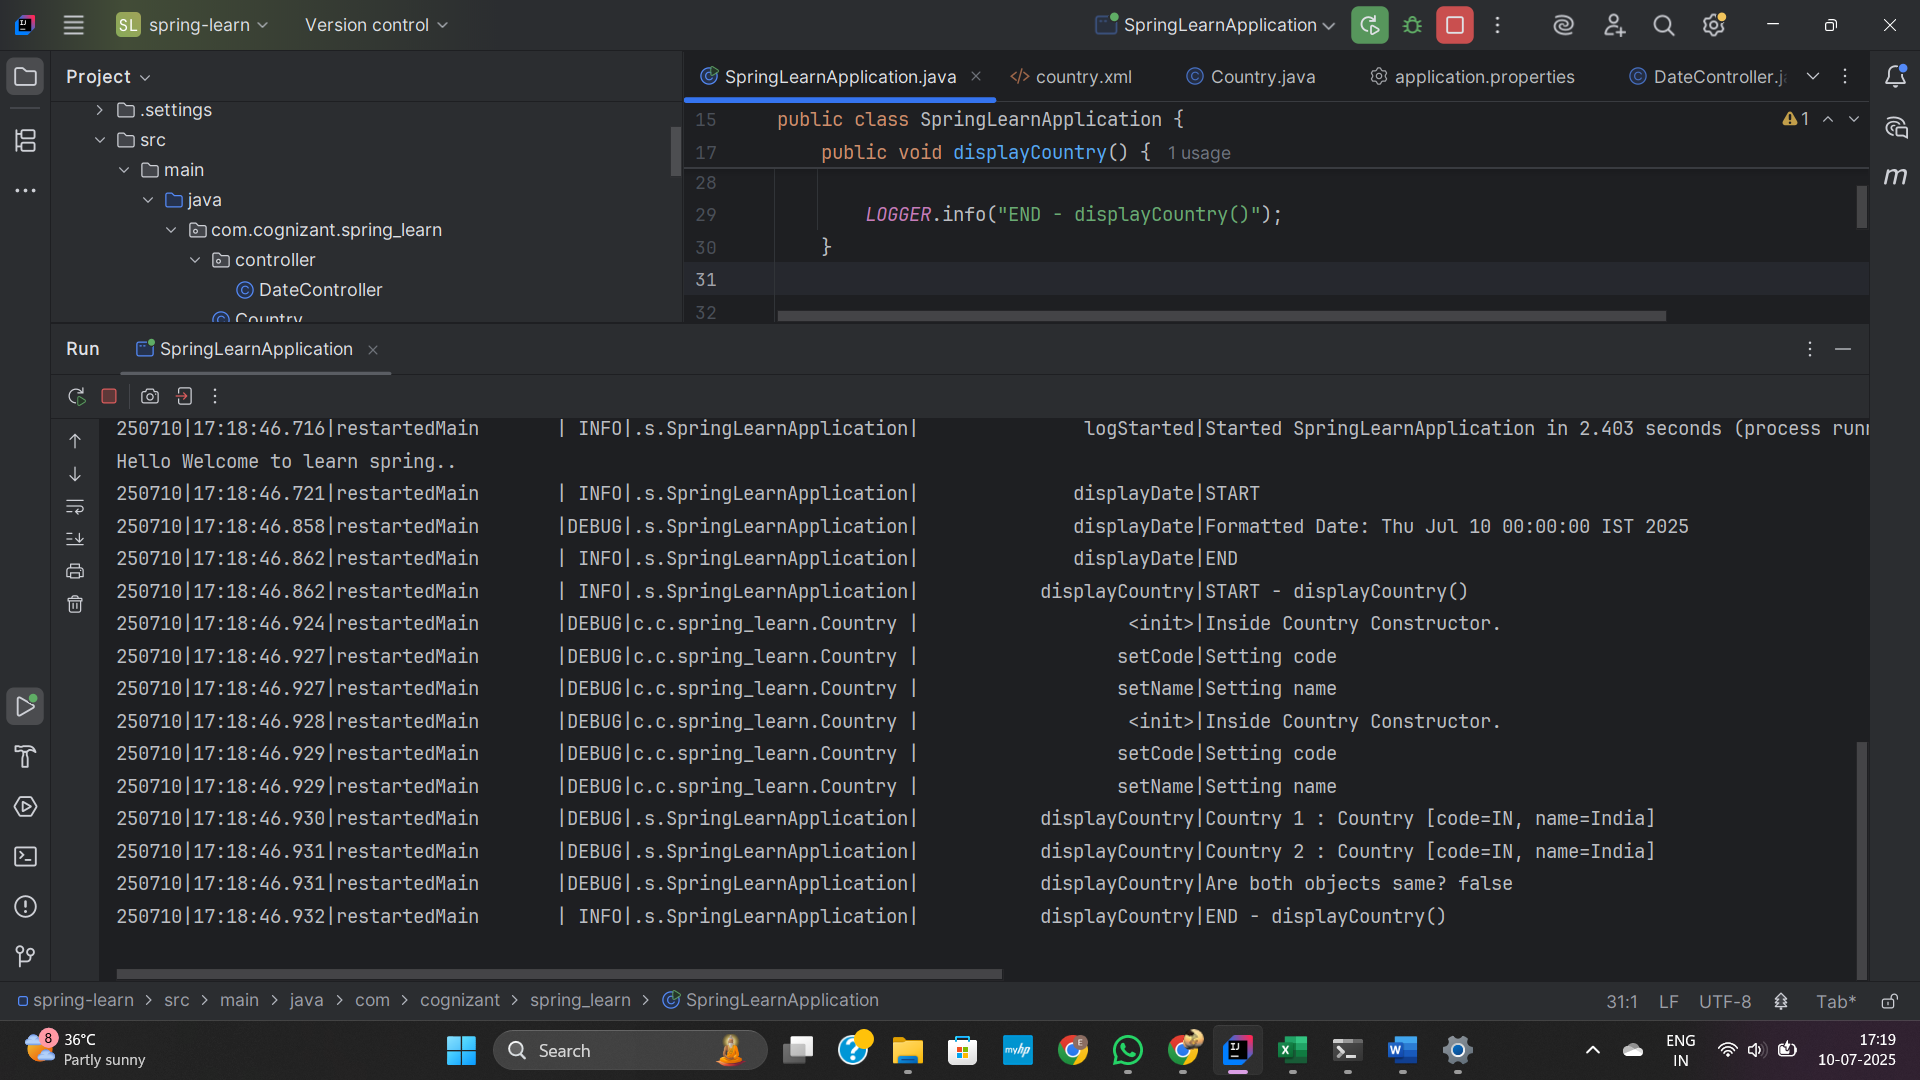 SL spring-learn Version control SpringLearnApplication
Project
SpringLearnApplication.java country.xml Country.java application.properties DateController.j
.settings
src
main
java
com.cognizant.spring_learn
controller
DateController
Country
15 public class SpringLearnApplication { 1
17 public void displayCountry() { 1 usage
28
29 LOGGER.info("END - displayCountry()");
30 }
31
32
m
Run SpringLearnApplication
250710|17:18:46.716|restartedMain | INFO|.s.SpringLearnApplication| logStarted|Started SpringLearnApplication in 2.403 seconds (process run
Hello Welcome to learn spring..
250710|17:18:46.721|restartedMain | INFO|.s.SpringLearnApplication| displayDate|START
250710|17:18:46.858|restartedMain |DEBUG|.s.SpringLearnApplication| displayDate|Formatted Date: Thu Jul 10 00:00:00 IST 2025
250710|17:18:46.862|restartedMain | INFO|.s.SpringLearnApplication| displayDate|END
250710|17:18:46.862|restartedMain | INFO|.s.SpringLearnApplication| displayCountry|START - displayCountry()
250710|17:18:46.924|restartedMain |DEBUG|c.c.spring_learn.Country | <init>|Inside Country Constructor.
250710|17:18:46.927|restartedMain |DEBUG|c.c.spring_learn.Country | setCode|Setting code
250710|17:18:46.927|restartedMain |DEBUG|c.c.spring_learn.Country | setName|Setting name
250710|17:18:46.928|restartedMain |DEBUG|c.c.spring_learn.Country | <init>|Inside Country Constructor.
250710|17:18:46.929|restartedMain |DEBUG|c.c.spring_learn.Country | setCode|Setting code
250710|17:18:46.929|restartedMain |DEBUG|c.c.spring_learn.Country | setName|Setting name
250710|17:18:46.930|restartedMain |DEBUG|.s.SpringLearnApplication| displayCountry|Country 1 : Country [code=IN, name=India]
250710|17:18:46.931|restartedMain |DEBUG|.s.SpringLearnApplication| displayCountry|Country 2 : Country [code=IN, name=India]
250710|17:18:46.931|restartedMain |DEBUG|.s.SpringLearnApplication| displayCountry|Are both objects same? false
250710|17:18:46.932|restartedMain | INFO|.s.SpringLearnApplication| displayCountry|END - displayCountry()
spring-learn > src > main > java > com > cognizant > spring_learn > SpringLearnApplication 31:1 LF UTF-8 Tab*
8 36°C
Partly sunny
Search
myhp
ENG
IN
17:19
10-07-2025